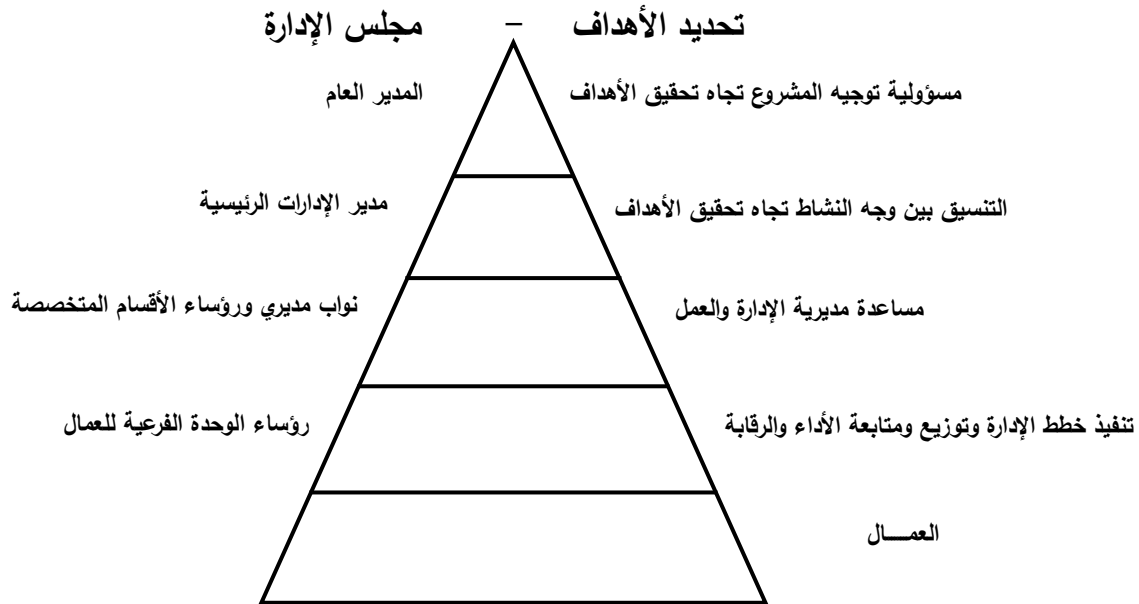 تحديد الأهداف – مجلس الإدارة
مسؤولية توجيه المشروع تجاه تحقيق الأهداف
المدير العام
التنسيق بين وجه النشاط تجاه تحقيق الأهداف
مدير الإدارات الرئيسية
مساعدة مديرية الإدارة والعمل
نواب مديري ورؤساء الأقسام المتخصصة
تنفيذ خطط الإدارة وتوزيع ومتابعة الأداء والرقابة
رؤساء الوحدة الفرعية للعمال
العمــــال